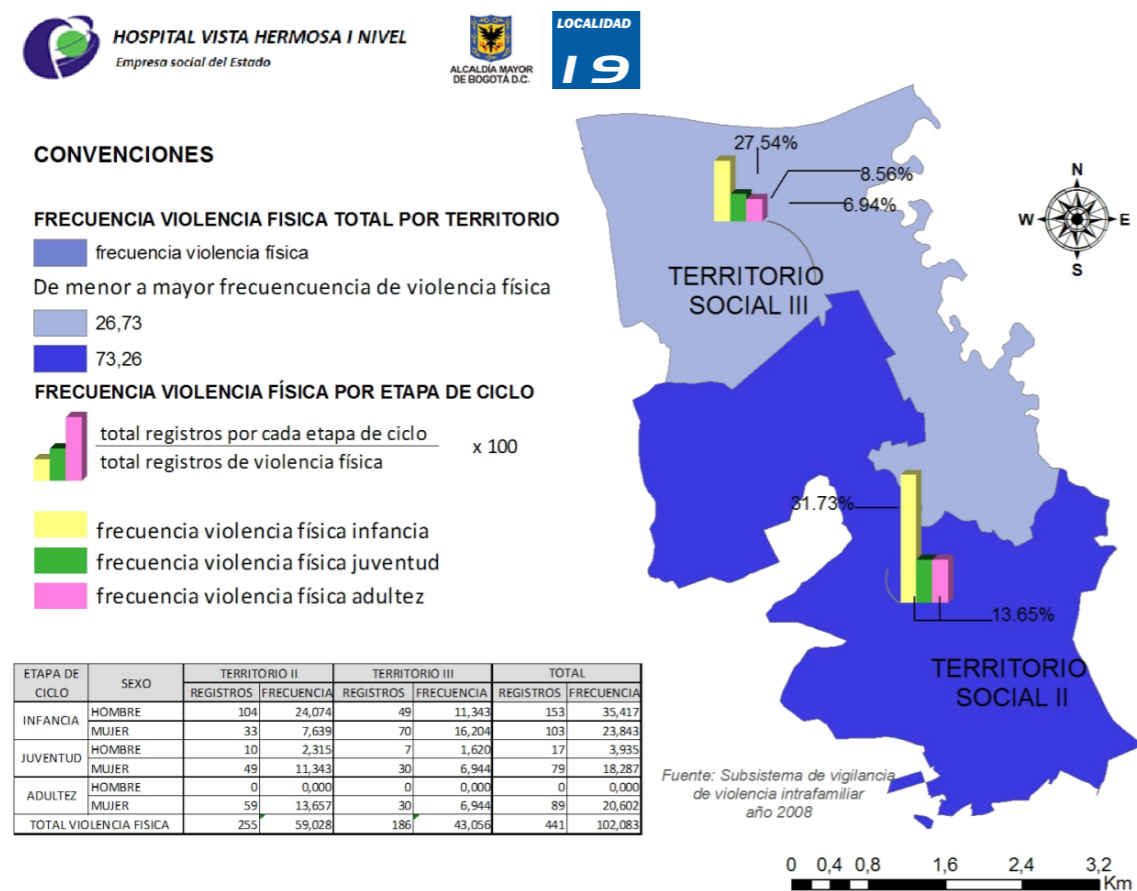 HOSPITAL VISTA HERMOSA I NIVEL
Empresa social del Estado
ALCALDÍA MAYOR
DE BOGOTÁ D.C.
LOCALIDAD
19
CONVENCIONES
FRECUENCIA VIOLENCIA FISICA TOTAL POR TERRITORIO
frecuencia violencia física
De menor a mayor frecuencuencia de violencia física
26,73
73,26
FRECUENCIA VIOLENCIA FÍSICA POR ETAPA DE CICLO
total registros por cada etapa de ciclo
total registros de violencia física
x 100
frecuencia violencia física infancia
frecuencia violencia física juventud
frecuencia violencia física adultez
27,54%
8.56%
6.94%
TERRITORIO
SOCIAL III
N
W E
S
31.73%
13.65%
TERRITORIO
SOCIAL II
ETAPA DE CICLO SEXO TERRITORIO II TERRITORIO III TOTAL
REGISTROS FRECUENCIA REGISTROS FRECUENCIA REGISTROS FRECUENCIA
INFANCIA HOMBRE 104 24,074 49 11,343 153 35,417
MUJER 33 7,639 70 16,204 103 23,843
JUVENTUD HOMBRE 10 2,315 7 1,620 17 3,935
MUJER 49 11,343 30 6,944 79 18,287
ADULTEZ HOMBRE 0 0,000 0 0,000 0 0,000
MUJER 59 13,657 30 6,944 89 20,602
TOTAL VIOLENCIA FISICA 255 59,028 186 43,056 441 102,083
Fuente: Subsistema de vigilancia
de violencia intrafamiliar
año 2008
0 0,4 0,8 1,6 2,4 3,2
Km